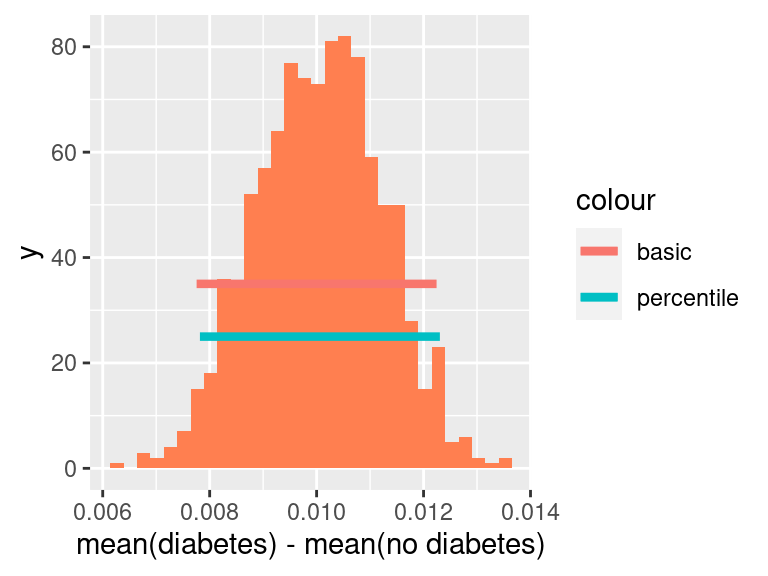 80
60
40
20
0
y
0.006 0.008 0.010 0.012 0.014
mean(diabetes) - mean(no diabetes)
colour
basic
percentile